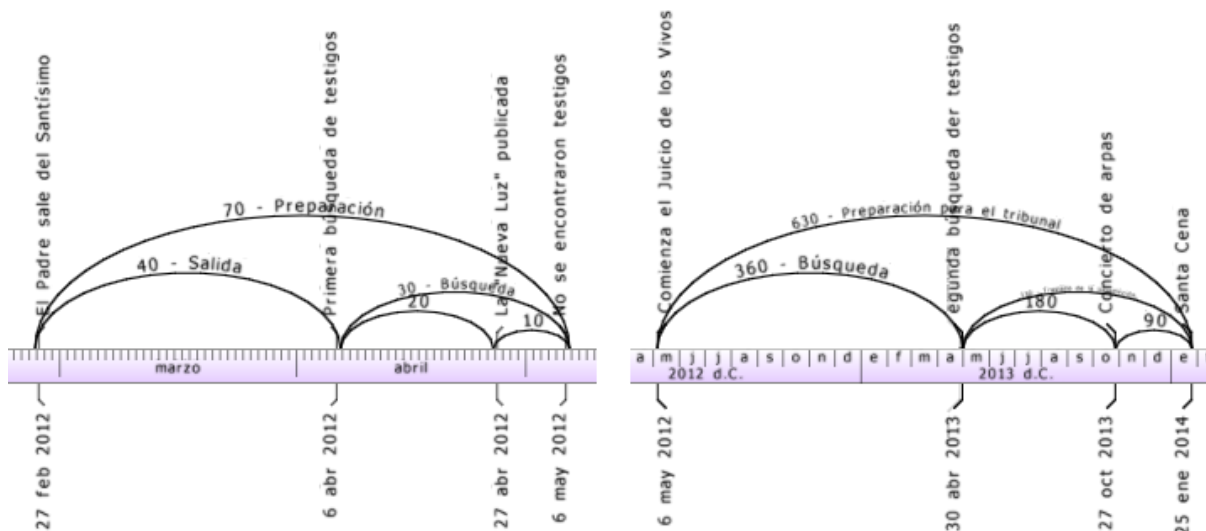 El Padre sale del Santísimo
Primera búsqueda de testigos
La "Nueva Luz" publicada
No se encontraron testigos
70 - Preparación
40 - Salida
30 - Búsqueda
20
10
marzo
abril
27 feb 2012
6 abr 2012
27 abr 2012
6 may 2012
Comienza el Juicio de los Vivos
egunda búsqueda der testigos
Concierto de arpas
Santa Cena
630 - Preparación para el tribunal
360 - Búsqueda
180
90
a m j j a s o n d e f m a m j j a s o n d e
2012 d.C. 2013 d.C.
6 may 2012
30 abr 2013
27 oct 2013
25 ene 2014